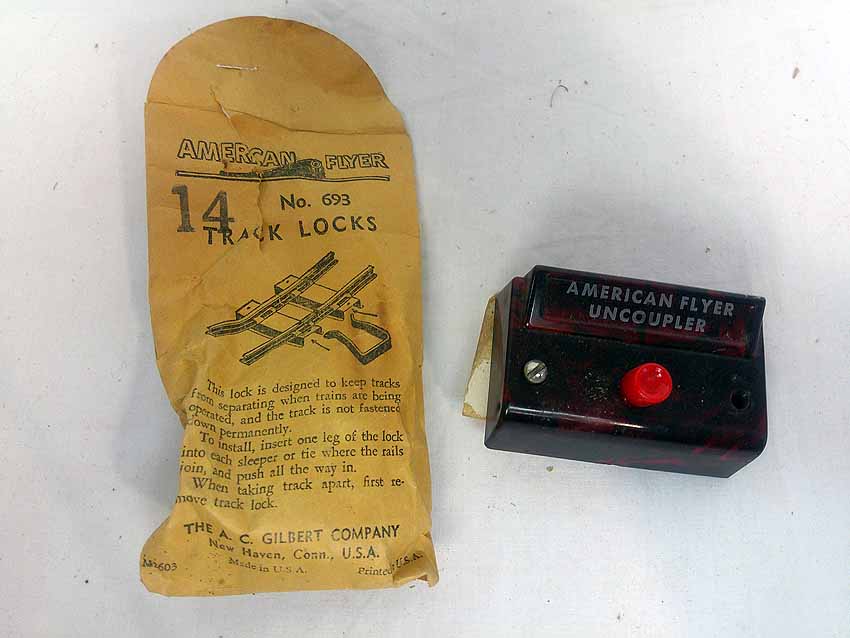 AMERICAN FLYER
14 No. 693
TRACK LOCKS
This lock is designed to keep tracks
from separating when trains are being
operated, and the track is not fastened
down permanently.
To install, insert one leg of the lock
into each sleeper or tie where the rails
join, and push all the way in.
When taking track apart, first re-
move track lock.
THE A. C. GILBERT COMPANY
New Haven, Conn., U.S.A.
Made in U.S.A.
Printed U.S.A.
AMERICAN FLYER
UNCOUPLER